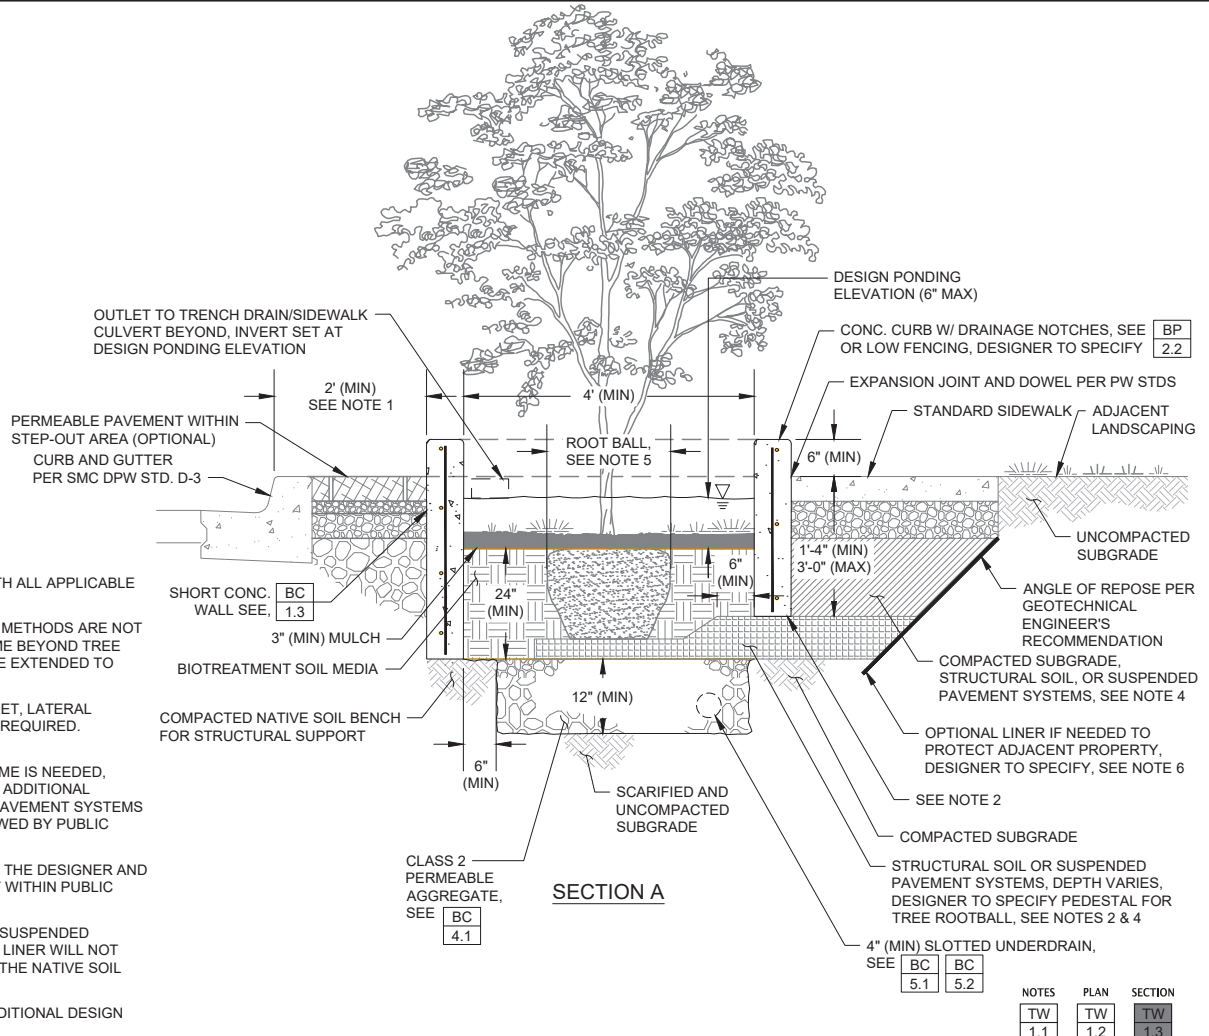 DESIGN PONDING
ELEVATION (6" MAX)
OUTLET TO TRENCH DRAIN/SIDEWALK
CULVERT BEYOND, INVERT SET AT
DESIGN PONDING ELEVATION
CONC. CURB W/ DRAINAGE NOTCHES, SEE
OR LOW FENCING, DESIGNER TO SPECIFY
BP
2.2
2' (MIN)
SEE NOTE 1
4' (MIN)
EXPANSION JOINT AND DOWEL PER PW STDS
STANDARD SIDEWALK
ADJACENT
LANDSCAPING
PERMEABLE PAVEMENT WITHIN
STEP-OUT AREA (OPTIONAL)
CURB AND GUTTER
PER SMC DPW STD. D-3
ROOT BALL,
SEE NOTE 5
6" (MIN)
UNCOMPACTED
SUBGRADE
1'-4" (MIN)
3'-0" (MAX)
6"
(MIN)
24"
(MIN)
SHORT CONC.
WALL SEE,
BC
1.3
3" (MIN) MULCH
BIOTREATMENT SOIL MEDIA
ANGLE OF REPOSE PER
GEOTECHNICAL
ENGINEER'S
RECOMMENDATION
COMPACTED SUBGRADE,
STRUCTURAL SOIL, OR SUSPENDED
PAVEMENT SYSTEMS, SEE NOTE 4
12" (MIN)
COMPACTED NATIVE SOIL BENCH
FOR STRUCTURAL SUPPORT
6"
(MIN)
OPTIONAL LINER IF NEEDED TO
PROTECT ADJACENT PROPERTY,
DESIGNER TO SPECIFY, SEE NOTE 6
SCARIFIED AND
UNCOMPACTED
SUBGRADE
SEE NOTE 2
COMPACTED SUBGRADE
CLASS 2
PERMEABLE
AGGREGATE,
SEE
BC
4.1
SECTION A
STRUCTURAL SOIL OR SUSPENDED
PAVEMENT SYSTEMS, DEPTH VARIES,
DESIGNER TO SPECIFY PEDESTAL FOR
TREE ROOTBALL, SEE NOTES 2 & 4
4" (MIN) SLOTTED UNDERDRAIN,
SEE
BC BC
5.1 5.2
ALL APPLICABLE
METHODS ARE NOT
BEYOND TREE
EXTENDED TO
LATERAL
REQUIRED.
IS NEEDED,
ADDITIONAL
PAVEMENT SYSTEMS
BY PUBLIC
THE DESIGNER AND
WITHIN PUBLIC
SUSPENDED
LINER WILL NOT
THE NATIVE SOIL
DESIGN
NOTES PLAN SECTION
TW TW TW
1.1 1.2 1.3